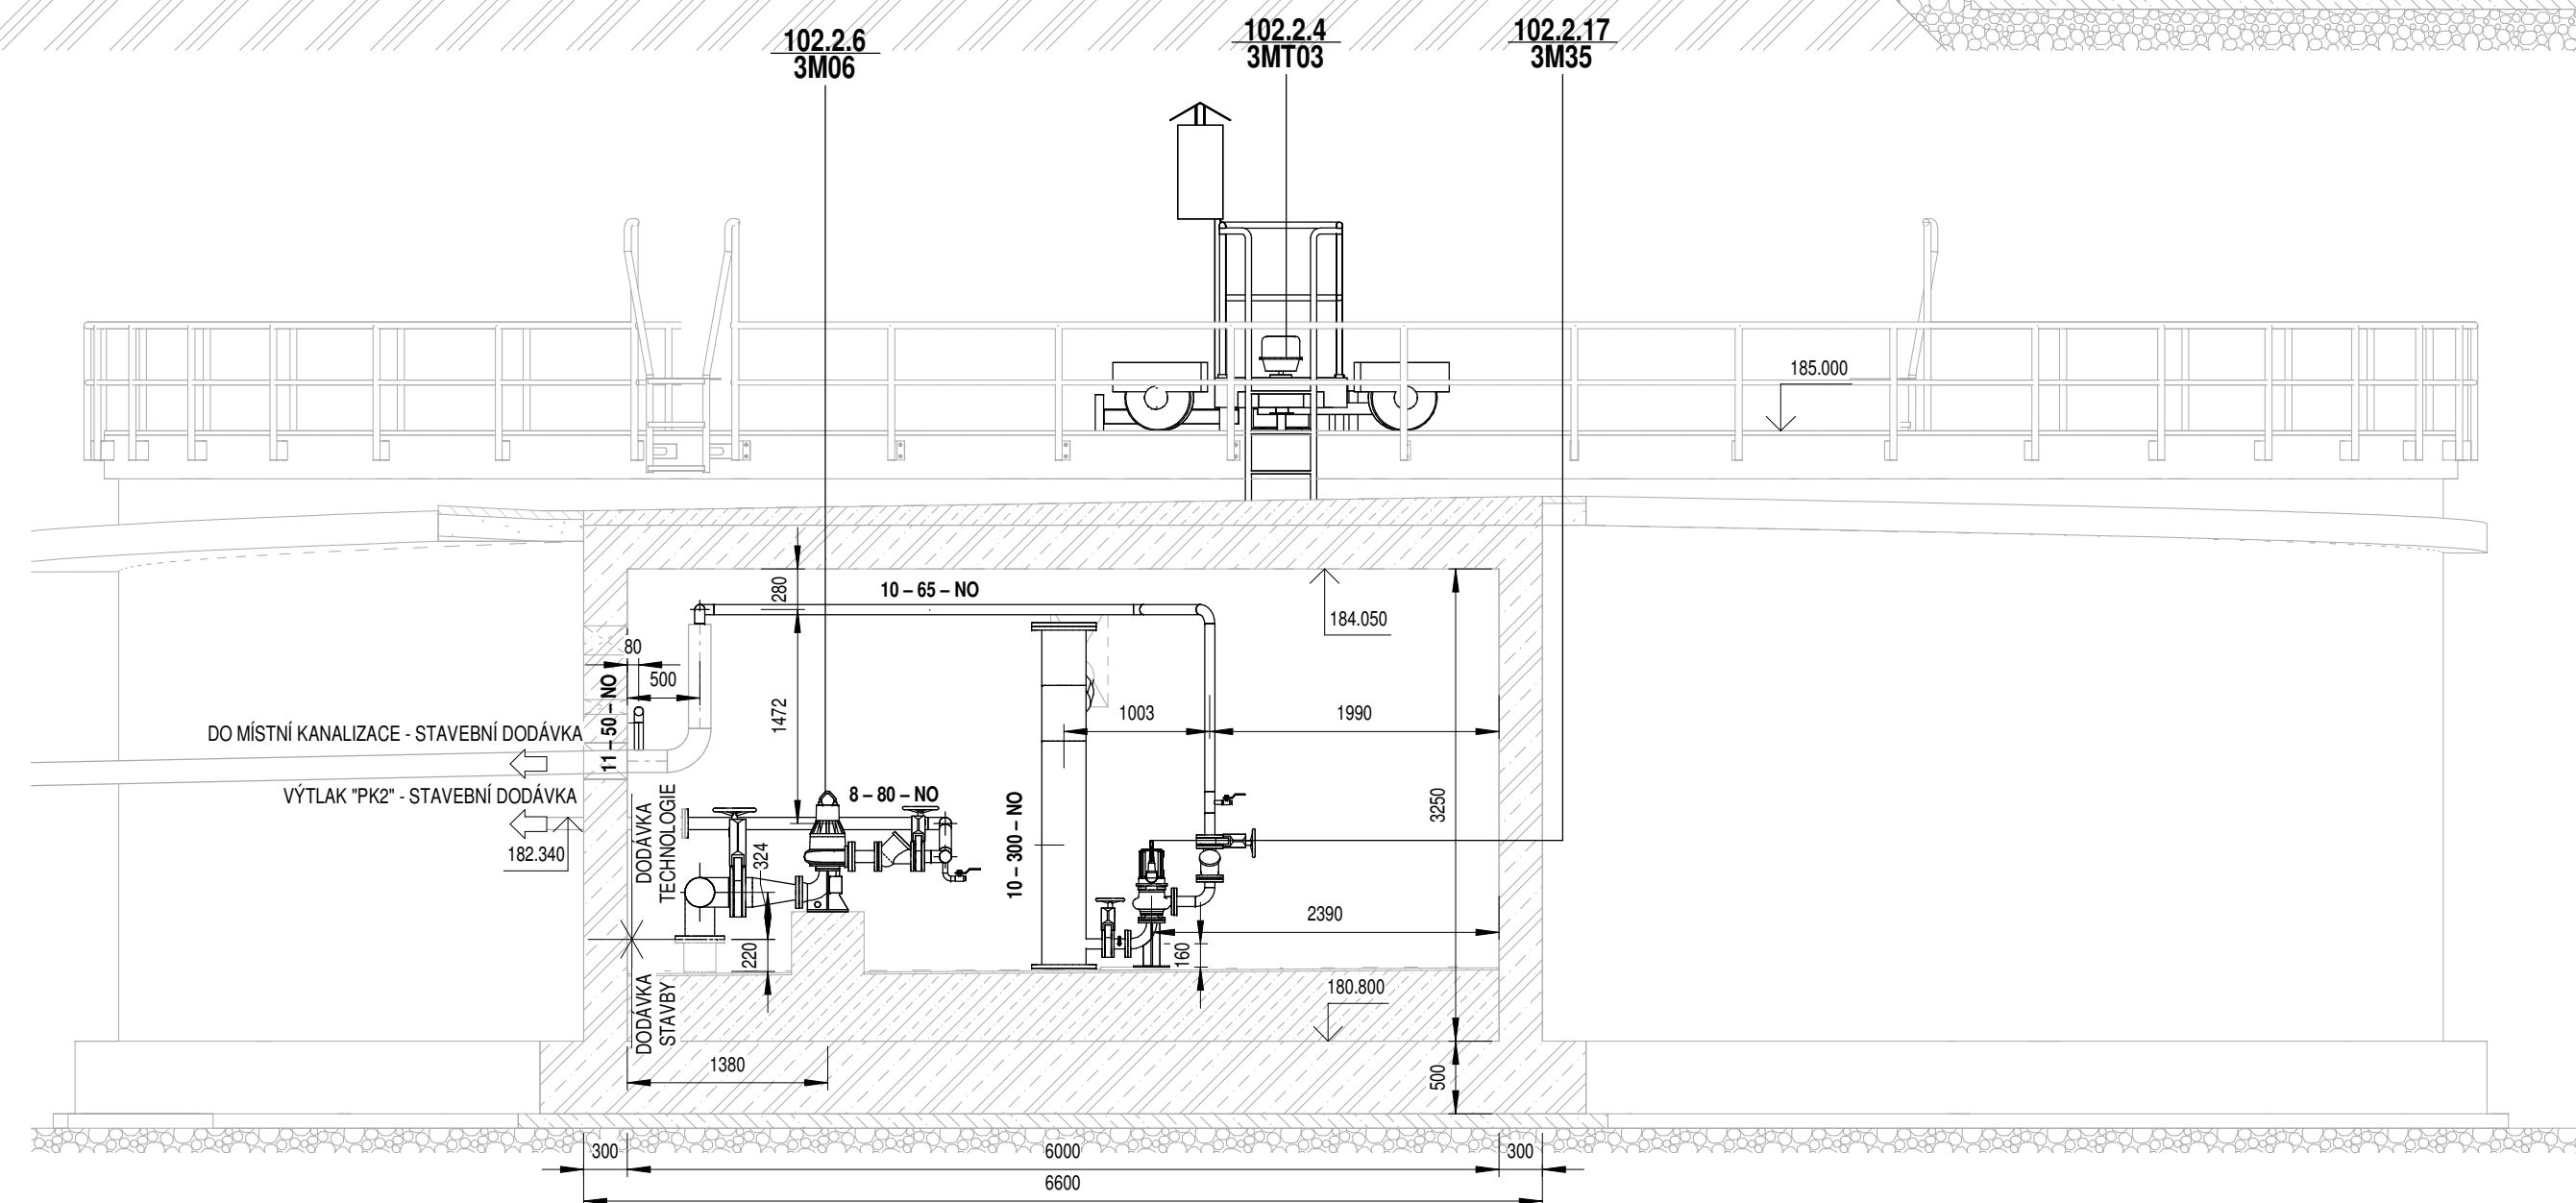 102.2.6
3M06
102.2.4
3MT03
102.2.17
3M35
185.000
280
10 – 65 – NO
184.050
80
500
11 – 50 – NO
1472
1003
1990
DO MÍSTNÍ KANALIZACE - STAVEBNÍ DODÁVKA
VÝTLAK "PK2" - STAVEBNÍ DODÁVKA
182.340
DODÁVKA
TECHNOLOGIE
8 – 80 – NO
324
10 – 300 – NO
3250
2390
220
160
DODÁVKA
STAVBY
180.800
1380
500
300
6000
300
6600